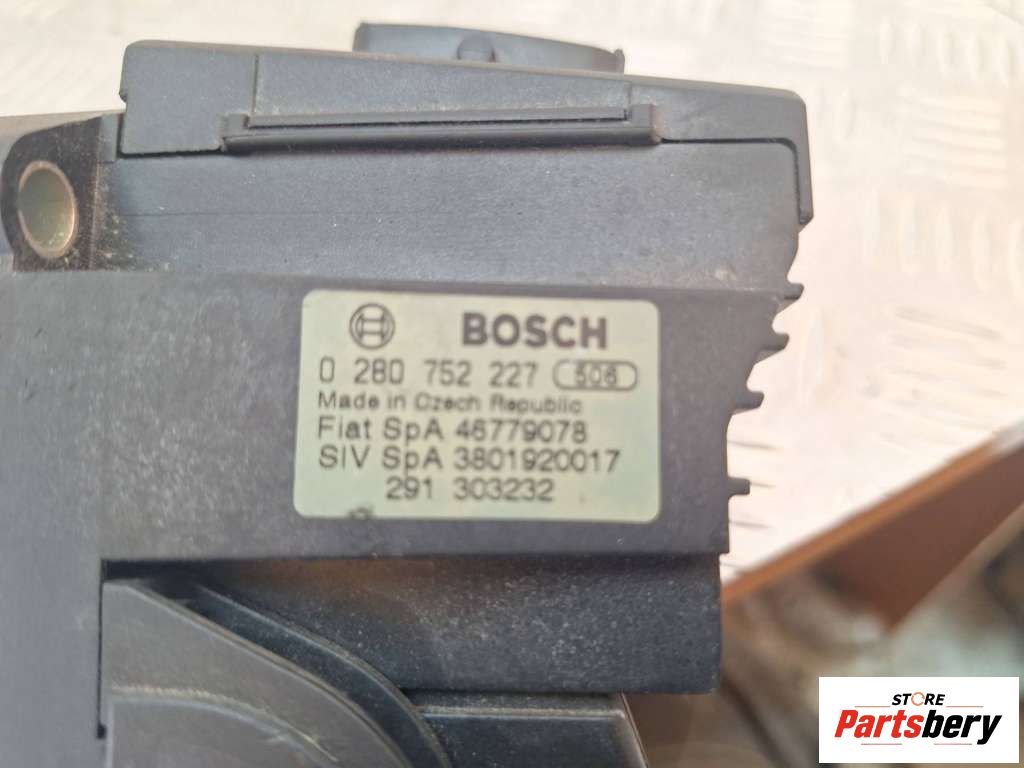 BOSCH
0 280 752 227 506
Made in Czech Republic
Fiat SpA 46779078
SIV SpA 3801920017
291 303232
STORE
Partsbery